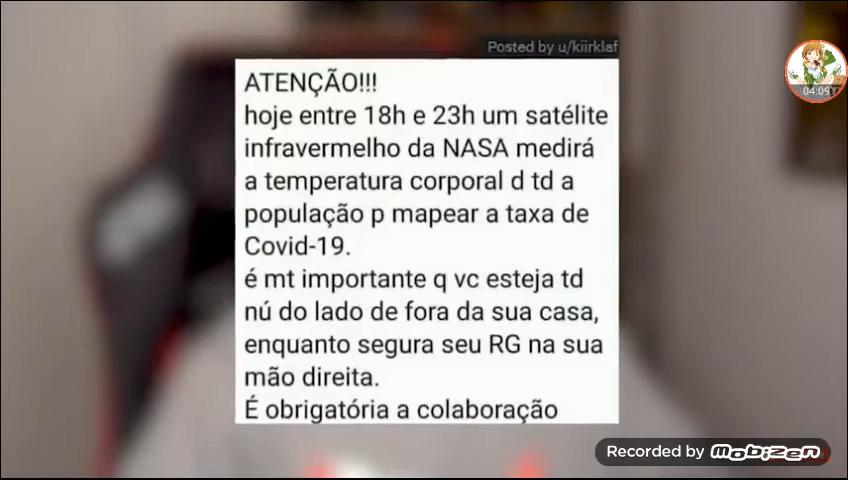 Posted by u/kiirklaf
ATENÇÃO!!!
hoje entre 18h e 23h um satélite
infravermelho da NASA medirá
a temperatura corporal d td a
população p mapear a taxa de
Covid-19.
é mt importante q vc esteja td
nú do lado de fora da sua casa,
enquanto segura seu RG na sua
mão direita.
É obrigatória a colaboração
04:09
Recorded by mobizen